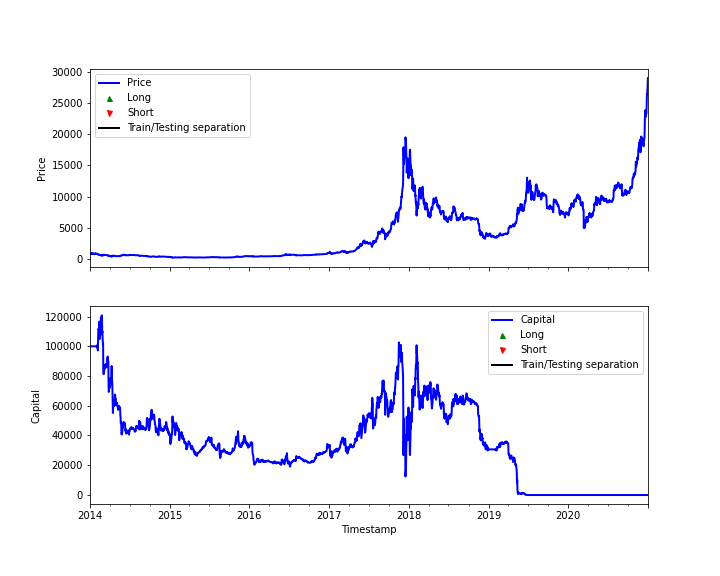 30000
25000
20000
15000
10000
5000
0
Price
Price
Long
Short
Train/Testing separation
120000
100000
80000
60000
40000
20000
0
Capital
Capital
Long
Short
Train/Testing separation
2014 2015 2016 2017 2018 2019 2020
Timestamp